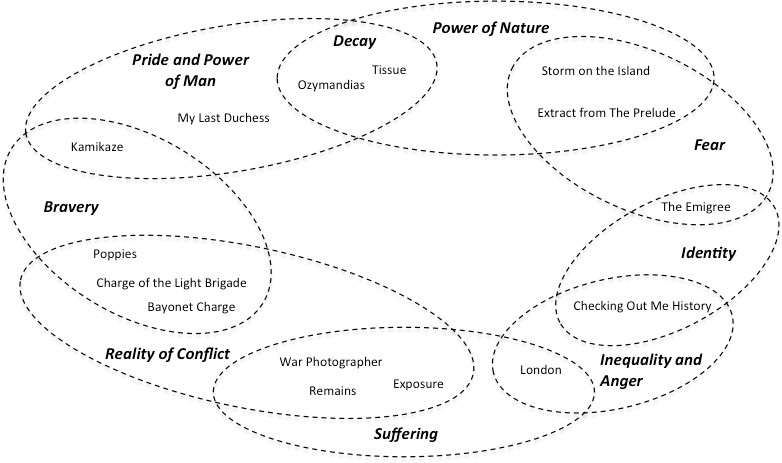 Power of Nature
Decay
Pride and Power
of Man
Tissue
Ozymandias
Storm on the Island
My Last Duchess
Extract from The Prelude
Kamikaze
Fear
Bravery
The Emigree
Identity
Poppies
Charge of the Light Brigade
Bayonet Charge
Checking Out Me History
Reality of Conflict
War Photographer
Remains
Exposure
London
Inequality and
Anger
Suffering